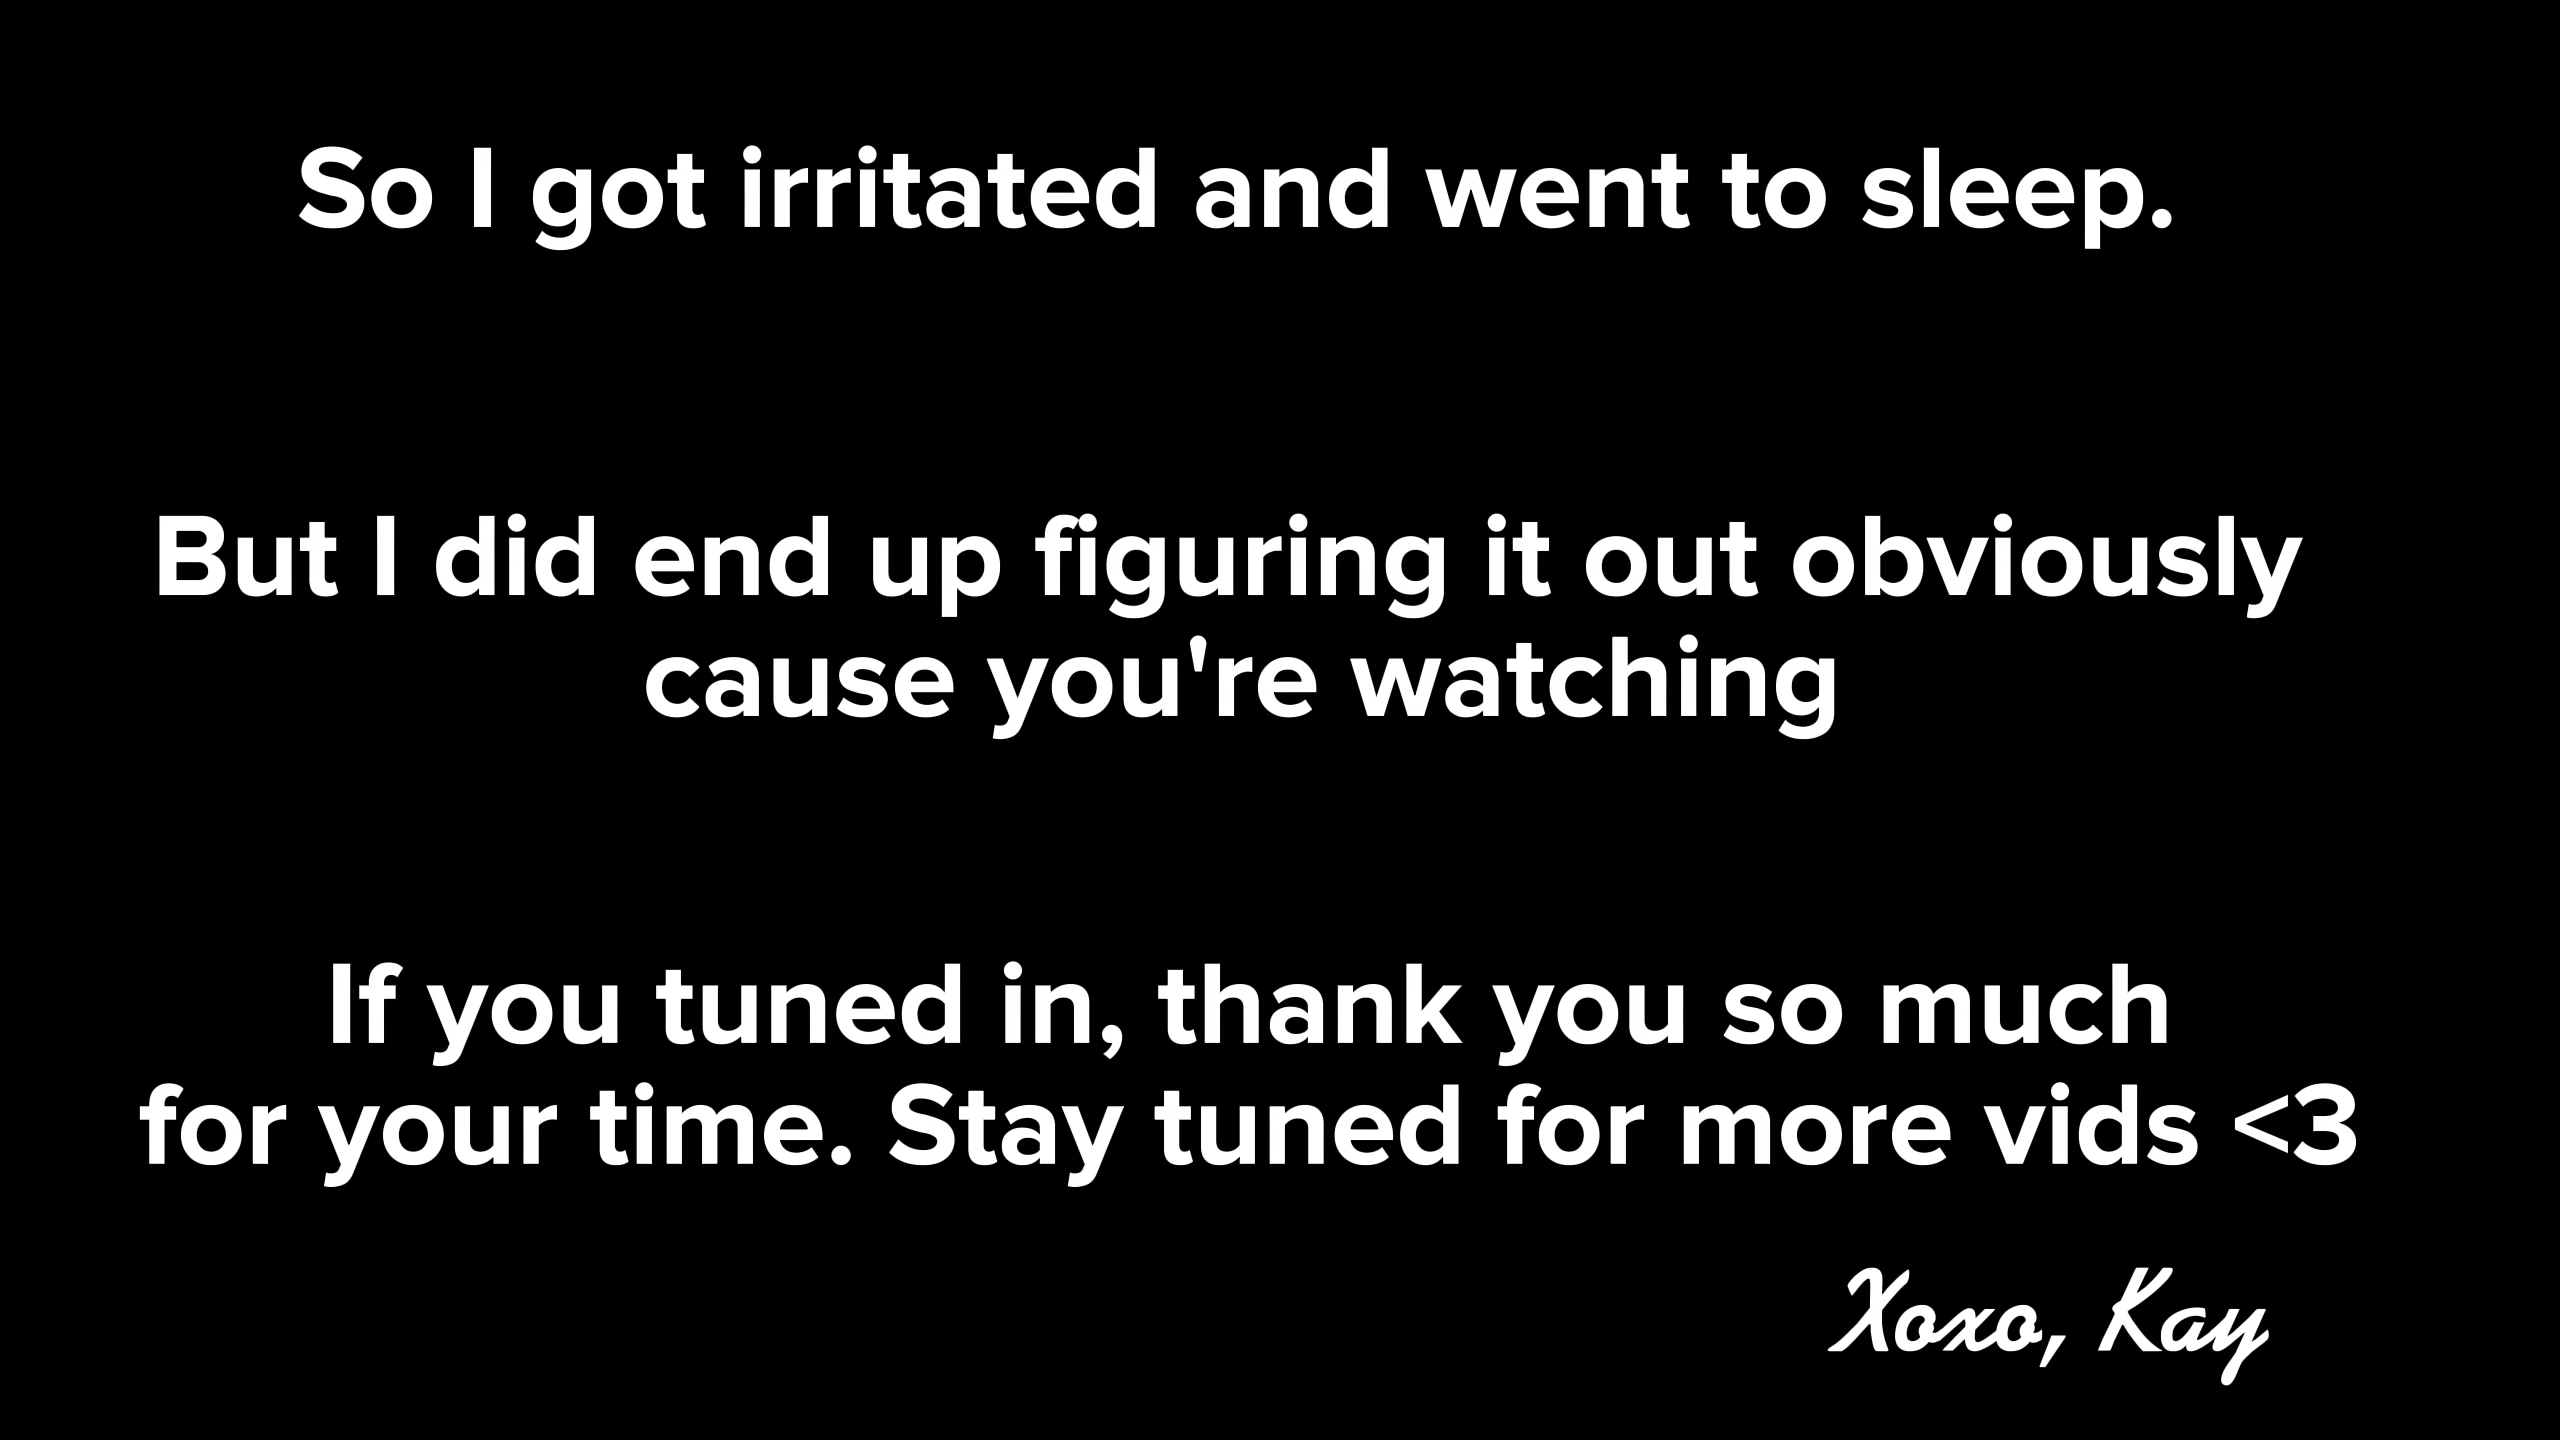 So I got irritated and went to sleep.
But I did end up figuring it out obviously
cause you're watching
If you tuned in, thank you so much
for your time. Stay tuned for more vids <3
Xoxo, Kay